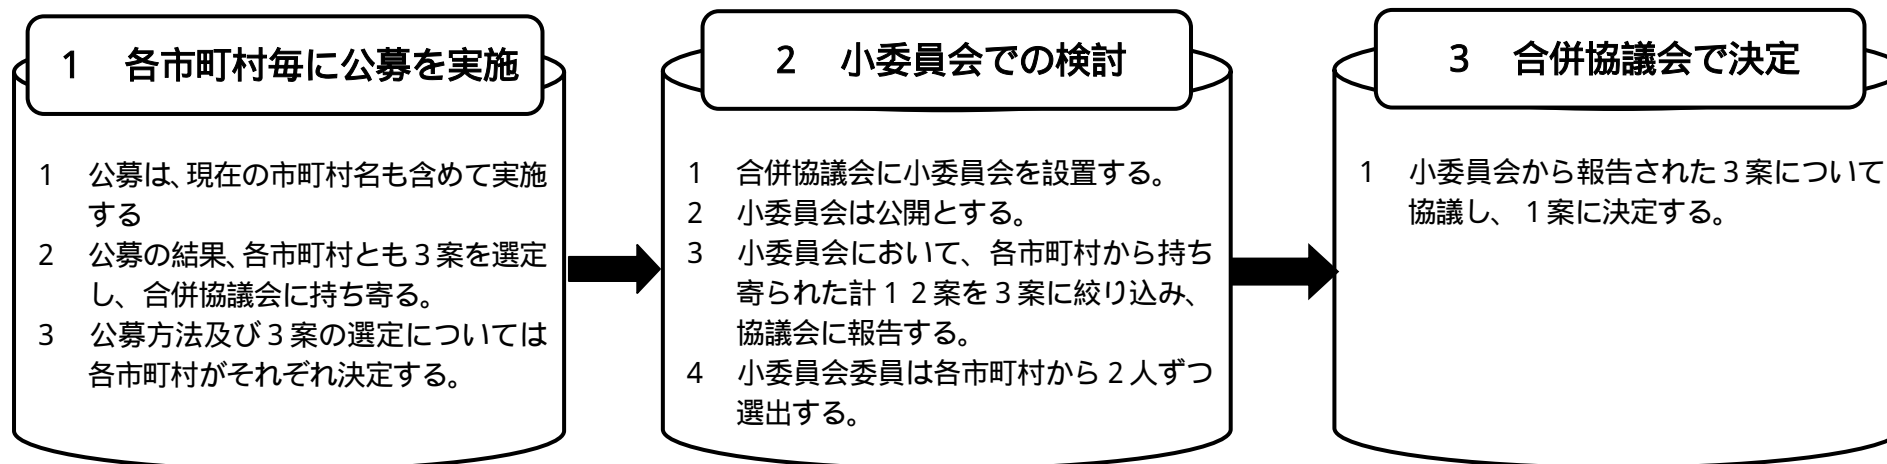 1　各市町村毎に公募を実施
1　公募は、現在の市町村名も含めて実施
する
2　公募の結果、各市町村とも３案を選定
し、合併協議会に持ち寄る。
3　公募方法及び３案の選定については
各市町村がそれぞれ決定する。
2　小委員会での検討
1　合併協議会に小委員会を設置する。
2　小委員会は公開とする。
3　小委員会において、各市町村から持ち
寄られた計１２案を３案に絞り込み、
協議会に報告する。
4　小委員会委員は各市町村から２人ずつ
選出する。
3　合併協議会で決定
1　小委員会から報告された３案について
協議し、１案に決定する。